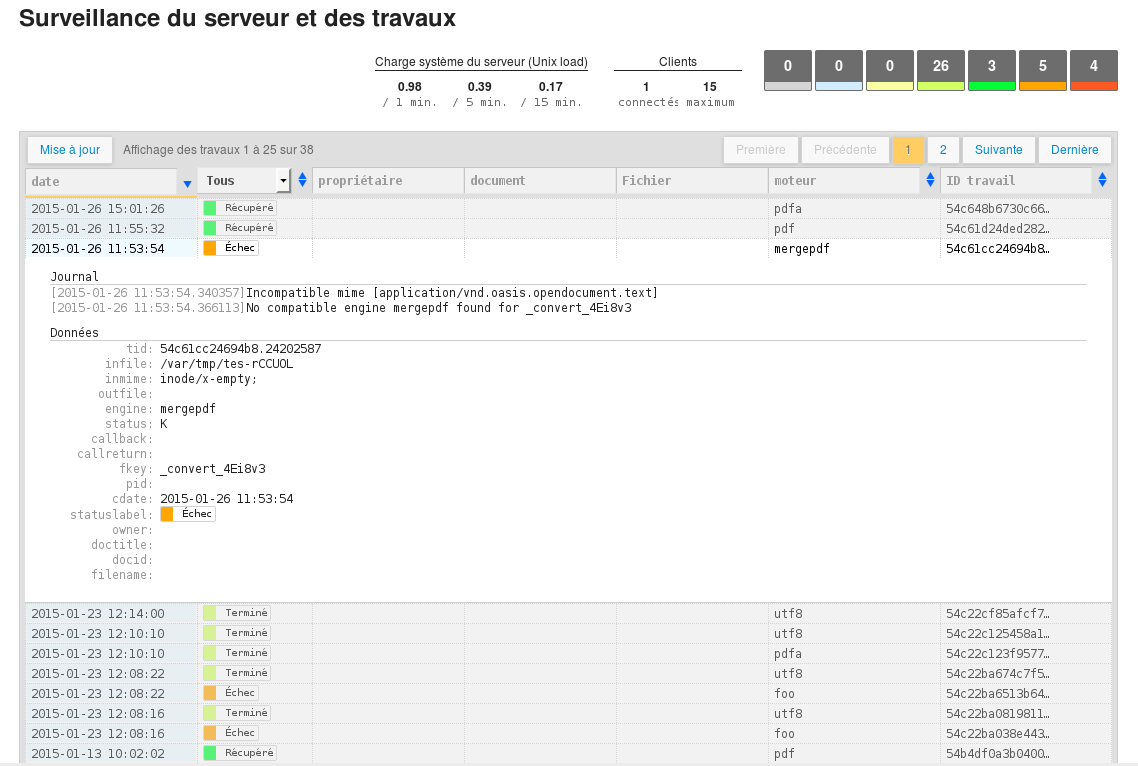 Surveillance du serveur et des travaux
Charge système du serveur (Unix load)
0.98 0.39 0.17
/ 1 min. / 5 min. / 15 min.
Clients
1 15
connectés maximum
0 0 0 26 3 5 4
Mise à jour Affichage des travaux 1 à 25 sur 38 Première Précédente 1 2 Suivante Dernière
date Tous propriétaire document Fichier moteur ID travail
2015-01-26 15:01:26 Récupéré pdfa 54c648b6730c66…
2015-01-26 11:55:32 Récupéré pdf 54c61d24ded282…
2015-01-26 11:53:54 Échec mergepdf 54c61cc24694b8…
Journal
[2015-01-26 11:53:54.340357]Incompatible mime [application/vnd.oasis.opendocument.text]
[2015-01-26 11:53:54.366113]No compatible engine mergepdf found for _convert_4Ei8v3
Données
tid: 54c61cc24694b8.24202587
infile: /var/tmp/tes-rCCUOL
inmime: inode/x-empty;
outfile:
engine: mergepdf
status: K
callback:
callreturn:
fkey: _convert_4Ei8v3
pid:
cdate: 2015-01-26 11:53:54
statuslabel: Échec
owner:
doctitle:
docid:
filename:
2015-01-23 12:14:00 Terminé utf8 54c22cf85afcf7…
2015-01-23 12:10:10 Terminé utf8 54c22c125458a1…
2015-01-23 12:10:10 Terminé pdfa 54c22c123f9577…
2015-01-23 12:08:22 Terminé utf8 54c22ba674c7f5…
2015-01-23 12:08:22 Échec foo 54c22ba6513b64…
2015-01-23 12:08:16 Terminé utf8 54c22ba0819811…
2015-01-23 12:08:16 Échec foo 54c22ba038e443…
2015-01-13 10:02:02 Récupéré pdf 54b4df0a3b0400…